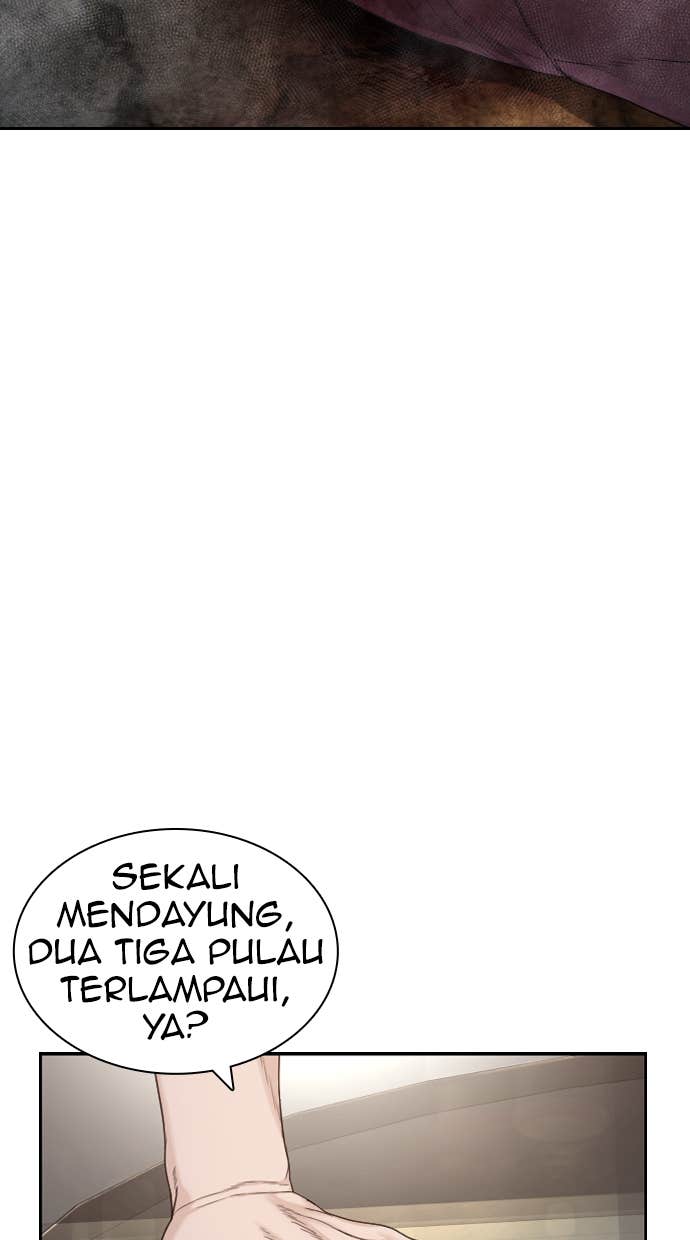 SEKALI
MENDAYUNG,
DUA TIGA PULAU
TERLAMPAUI,
YA?